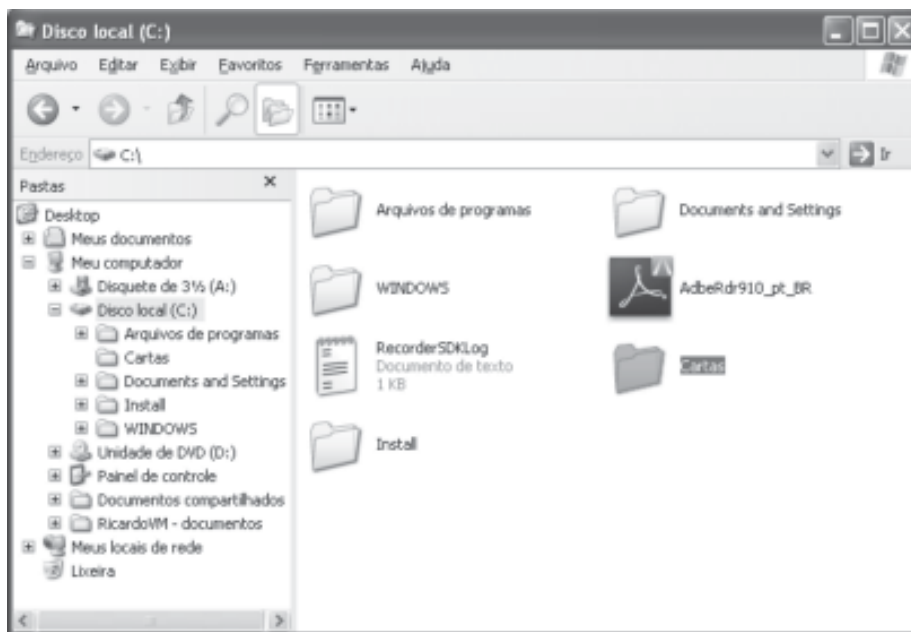 Disco local (C:)
Arquivo Editar Exibir Favoritos Ferramentas Ajuda
Endereço C:\ Ir
Pastas
Desktop
Meus documentos
Meu computador
Disquete de 3½ (A:)
Disco local (C:)
Arquivos de programas
Cartas
Documents and Settings
Install
WINDOWS
Unidade de DVD (D:)
Painel de controle
Documentos compartilhados
RicardoVM - documentos
Meus locais de rede
Lixeira
Arquivos de programas
Documents and Settings
WINDOWS
AdbeRdr910_pt_BR
RecorderSDKLog
Documento de texto
1 KB
Cartas
Install